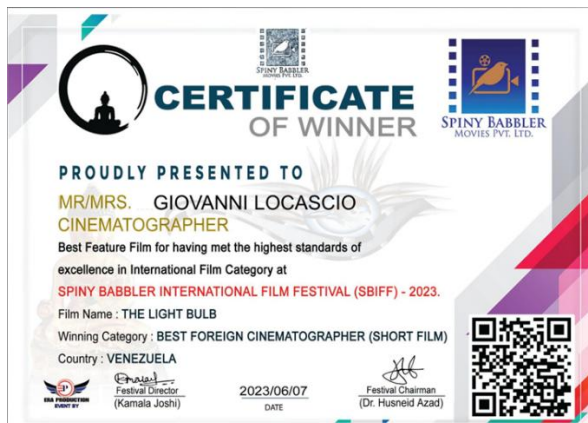 SPINY BABBLER
MOVIES PVT. LTD.
CERTIFICATE
OF WINNER
SPINY BABBLER
MOVIES PVT. LTD.
PROUDLY PRESENTED TO
MR/MRS. GIOVANNI LOCASCIO
CINEMATOGRAPHER
Best Feature Film for having met the highest standards of
excellence in International Film Category at
SPINY BABBLER INTERNATIONAL FILM FESTIVAL (SBIFF) - 2023.
Film Name : THE LIGHT BULB
Winning Category : BEST FOREIGN CINEMATOGRAPHER (SHORT FILM)
Country : VENEZUELA
EVENT BY
Festival Director
(Kamala Joshi)
2023/06/07
DATE
Festival Chairman
(Dr. Husneid Azad)